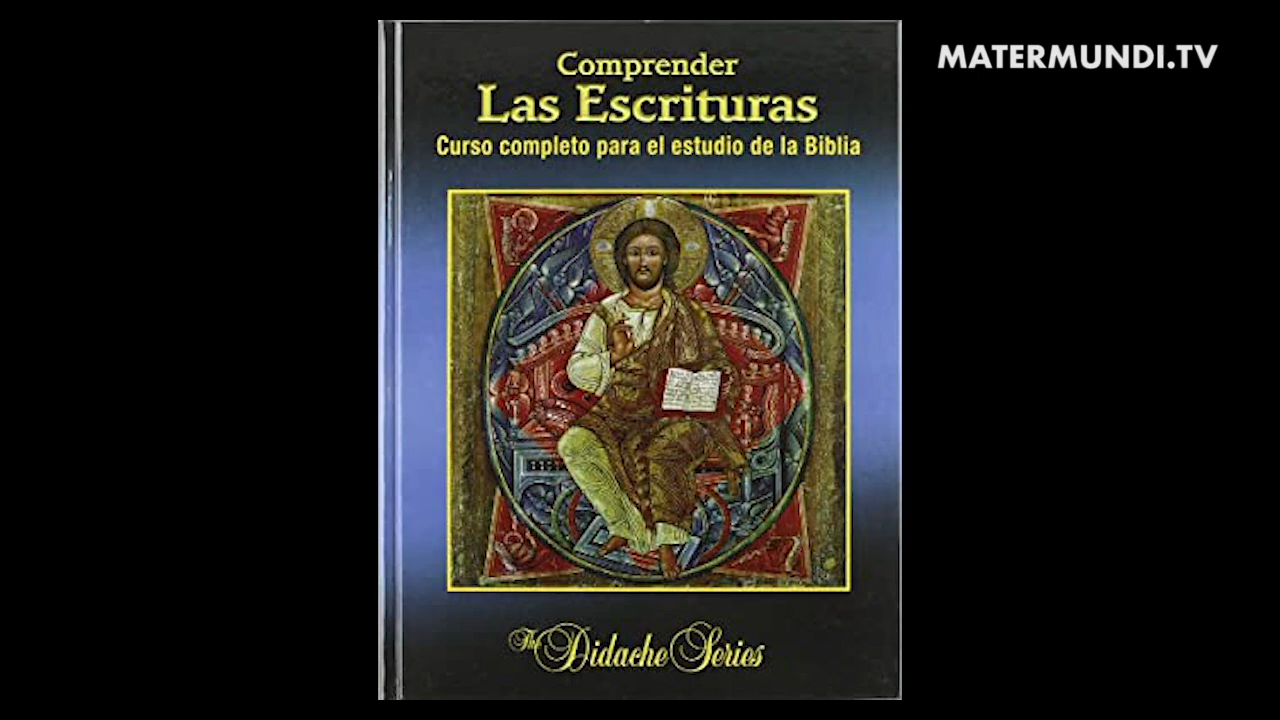 MATERMUNDI.TV
Comprender
Las Escrituras
Curso completo para el estudio de la Biblia
The Didache Series